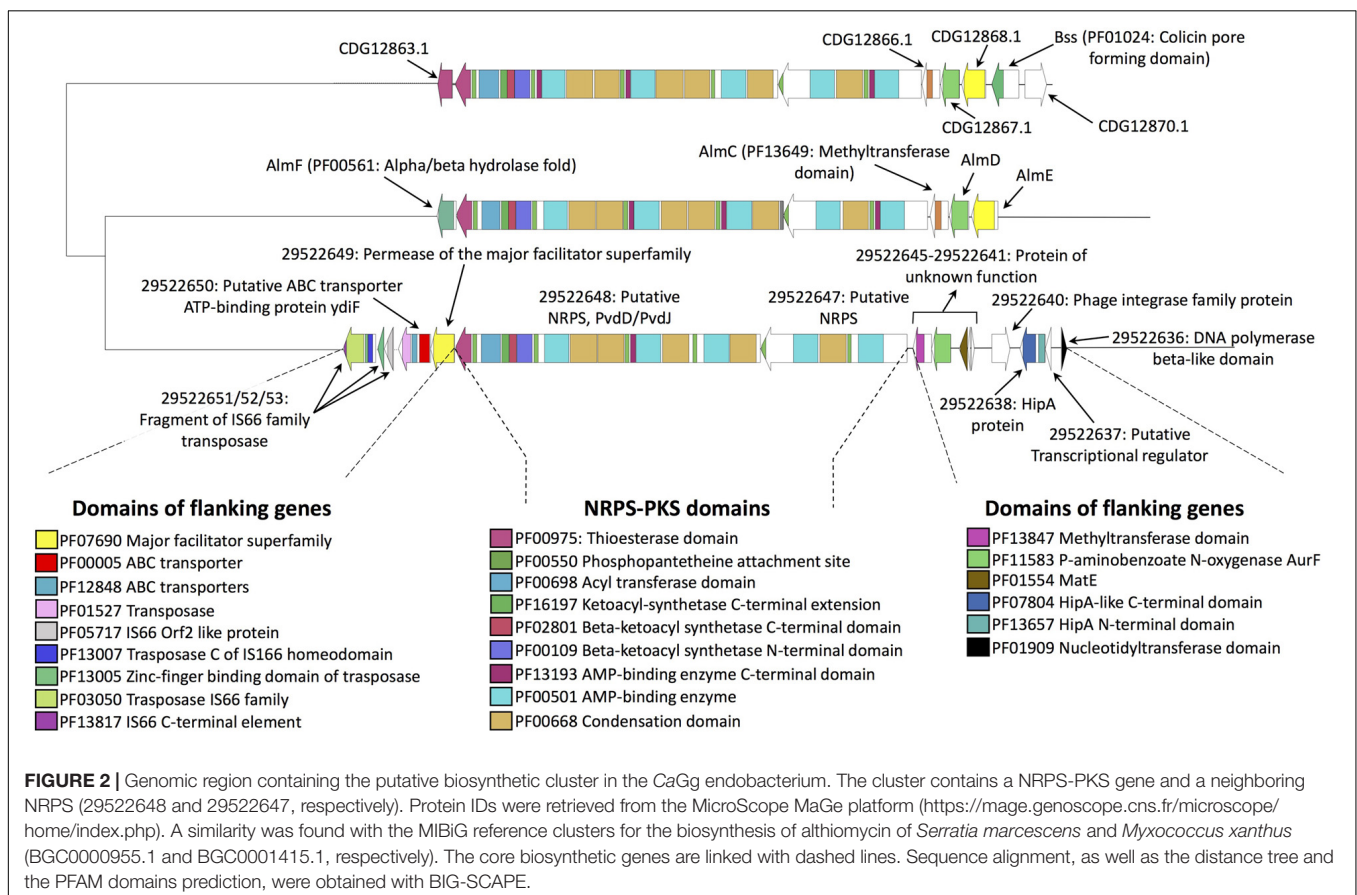 CDG12863.1
CDG12866.1
CDG12868.1
Bss (PF01024: Colicin pore
forming domain)
CDG12867.1
CDG12870.1
AlmF (PF00561: Alpha/beta hydrolase fold)
AlmC (PF13649: Methyltransferase
domain)
AlmD
AlmE
29522649: Permease of the major facilitator superfamily
29522650: Putative ABC transporter
ATP-binding protein ydiF
29522648: Putative
NRPS, PvdD/PvdJ
29522647: Putative
NRPS
29522645-29522641: Protein of
unknown function
29522640: Phage integrase family protein
29522636: DNA polymerase
beta-like domain
29522651/52/53:
Fragment of IS66 family
transposase
29522638: HipA
protein
29522637: Putative
Transcriptional regulator
Domains of flanking genes
PF07690 Major facilitator superfamily
PF00005 ABC transporter
PF12848 ABC transporters
PF01527 Transposase
PF05717 IS66 Orf2 like protein
PF13007 Trasposase C of IS166 homeodomain
PF13005 Zinc-finger binding domain of trasposase
PF03050 Trasposase IS66 family
PF13817 IS66 C-terminal element
NRPS-PKS domains
PF00975: Thioesterase domain
PF00550 Phosphopantetheine attachment site
PF00698 Acyl transferase domain
PF16197 Ketoacyl-synthetase C-terminal extension
PF02801 Beta-ketoacyl synthetase C-terminal domain
PF00109 Beta-ketoacyl synthetase N-terminal domain
PF13193 AMP-binding enzyme C-terminal domain
PF00501 AMP-binding enzyme
PF00668 Condensation domain
Domains of flanking genes
PF13847 Methyltransferase domain
PF11583 P-aminobenzoate N-oxygenase AurF
PF01554 MatE
PF07804 HipA-like C-terminal domain
PF13657 HipA N-terminal domain
PF01909 Nucleotidyltransferase domain
FIGURE 2 | Genomic region containing the putative biosynthetic cluster in the CaGg endobacterium. The cluster contains a NRPS-PKS gene and a neighboring
NRPS (29522648 and 29522647, respectively). Protein IDs were retrieved from the MicroScope MaGe platform (https://mage.genoscope.cns.fr/microscope/
home/index.php). A similarity was found with the MIBiG reference clusters for the biosynthesis of althiomycin of Serratia marcescens and Myxococcus xanthus
(BGC0000955.1 and BGC0001415.1, respectively). The core biosynthetic genes are linked with dashed lines. Sequence alignment, as well as the distance tree and
the PFAM domains prediction, were obtained with BIG-SCAPE.